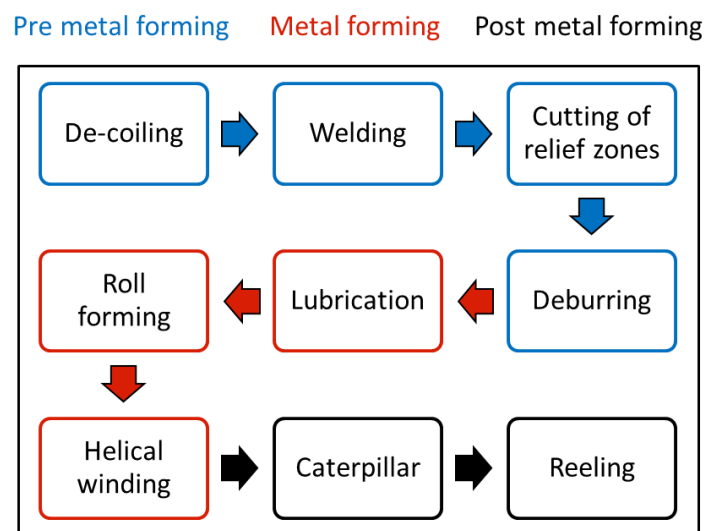 Pre metal forming
Metal forming
Post metal forming
De-coiling
Welding
Cutting of
relief zones
Roll
forming
Lubrication
Deburring
Helical
winding
Caterpillar
Reeling